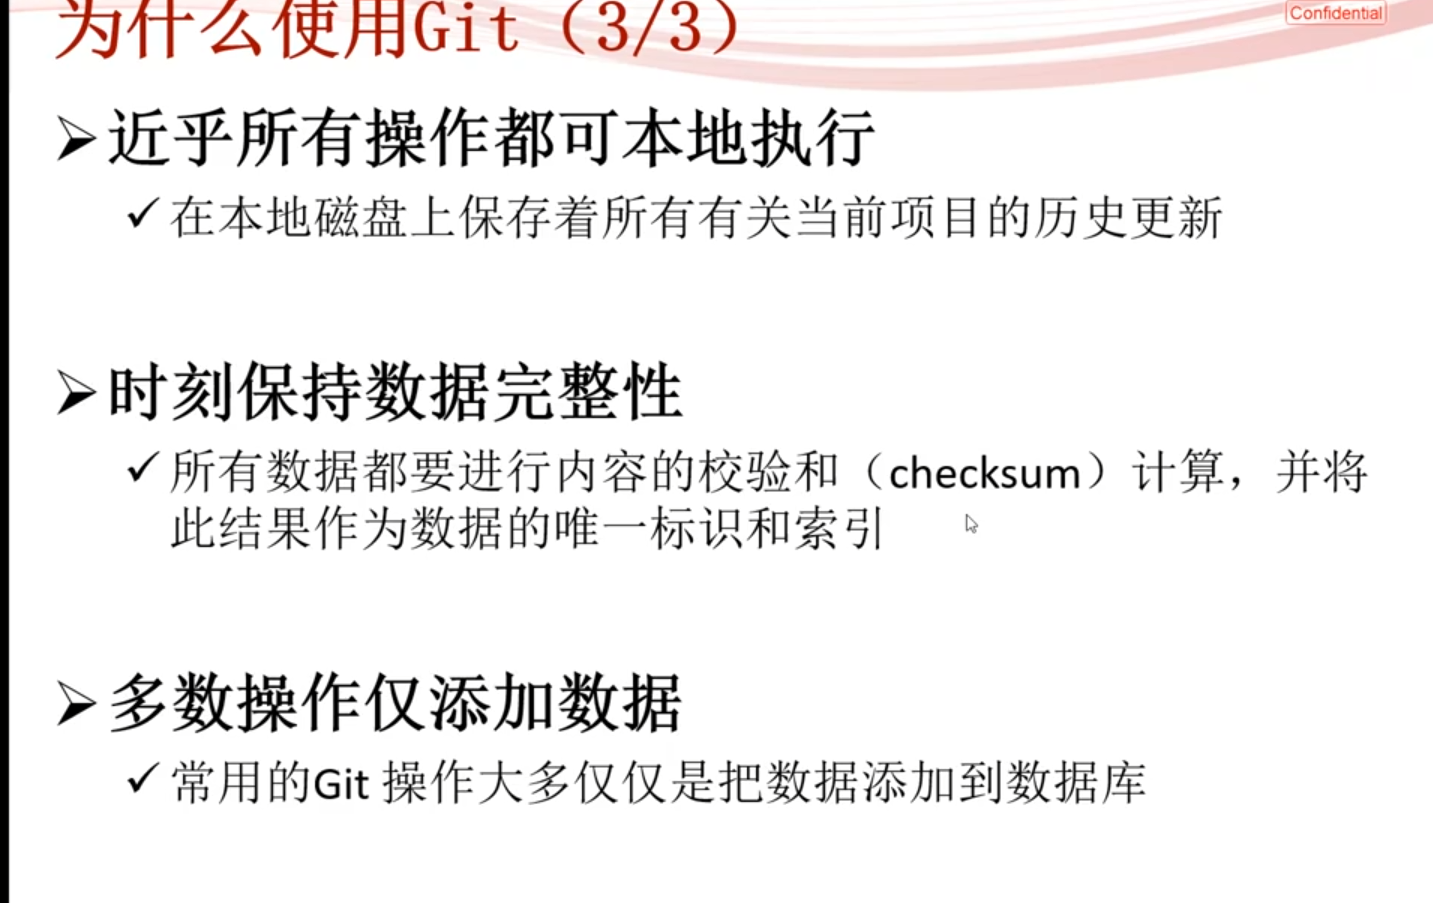 为什么使用Git（3/3）
Confidential
近乎所有操作都可本地执行
在本地磁盘上保存着所有有关当前项目的历史更新
时刻保持数据完整性
所有数据都要进行内容的校验和（checksum）计算，并将
此结果作为数据的唯一标识和索引
多数操作仅添加数据
常用的Git 操作大多仅仅是把数据添加到数据库